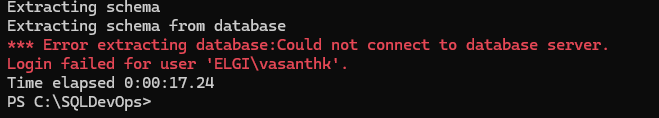 Extracting schema
Extracting schema from database
*** Error extracting database:Could not connect to database server.
Login failed for user 'ELGI\vasanthk'.
Time elapsed 0:00:17.24
PS C:\SQLDevOps>